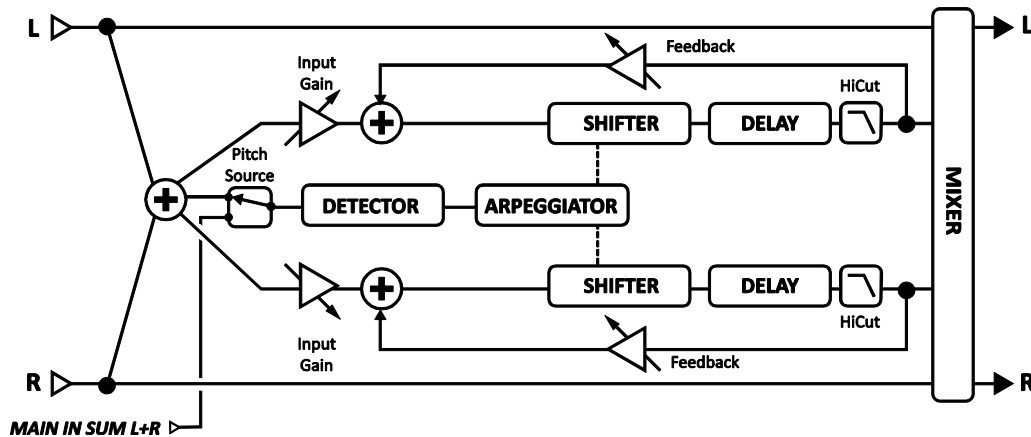 L
L
Feedback
Input
Gain
HiCut
SHIFTER
DELAY
Pitch
Source
DETECTOR
ARPEGGIATOR
MIXER
SHIFTER
DELAY
HiCut
Input
Gain
Feedback
R
R
MAIN IN SUM L+R